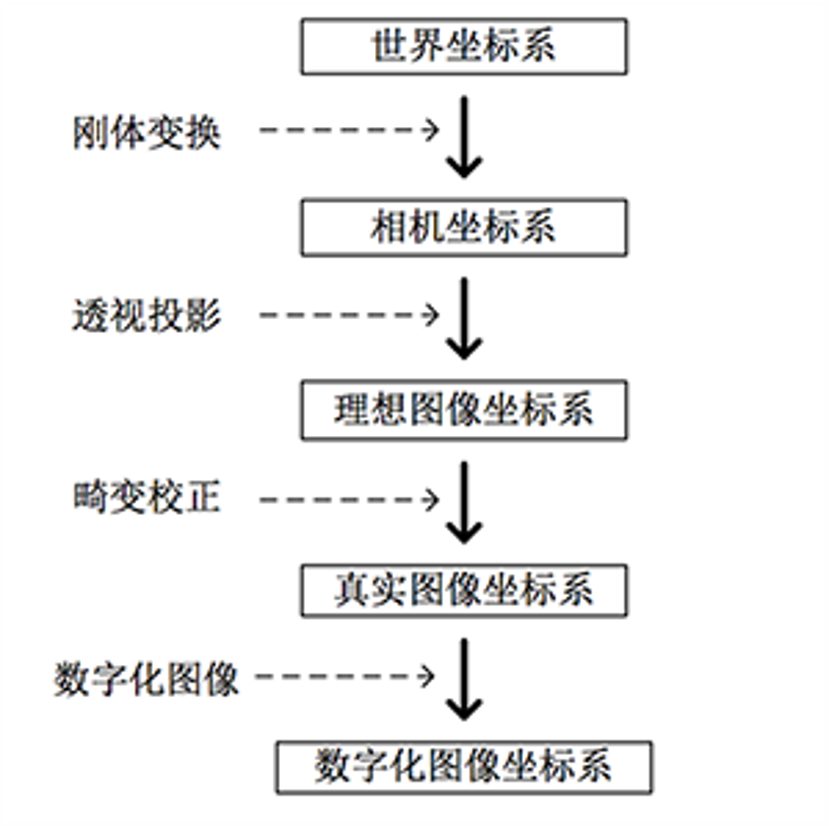 世界坐标系
刚体变换
相机坐标系
透视投影
理想图像坐标系
畸变校正
真实图像坐标系
数字化图像
数字化图像坐标系